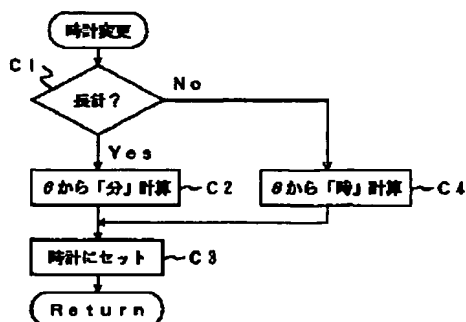 時計変更
C1
長針?
No
Yes
θから「分」計算
C2
θから「時」計算
C4
時計にセット
C3
Return